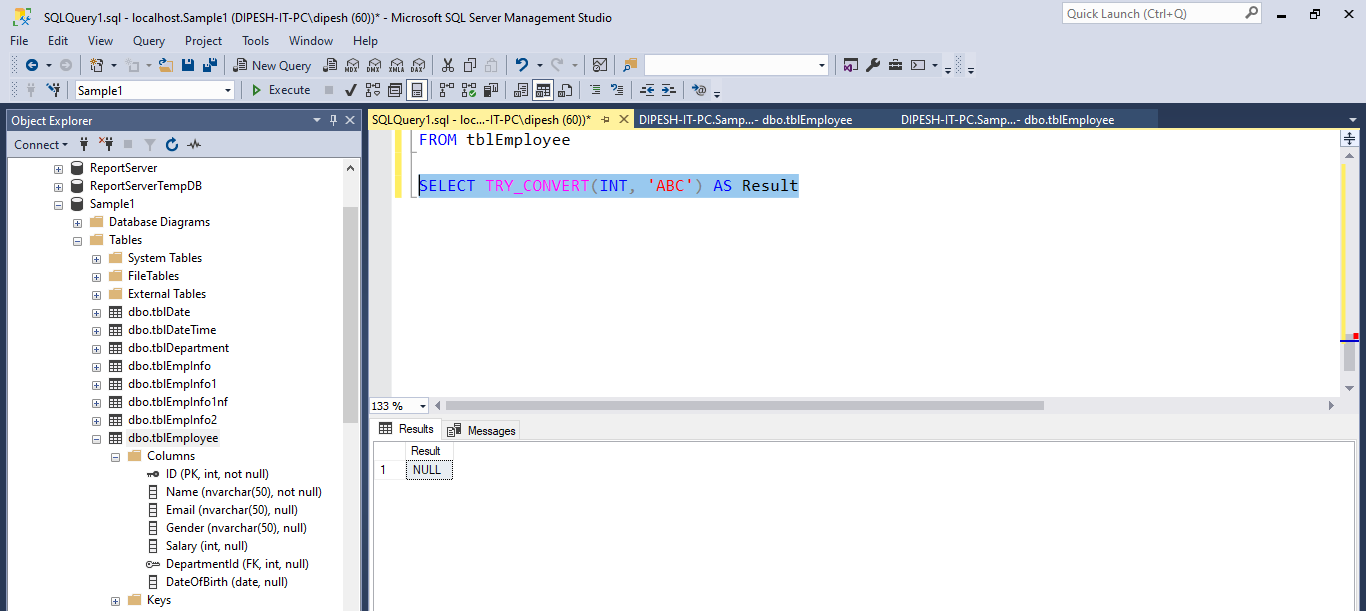 SQLQuery1.sql - localhost.Sample1 (DIPESH-IT-PC\dipesh (60))* - Microsoft SQL Server Management Studio
Quick Launch (Ctrl+Q)
File Edit View Query Project Tools Window Help
New Query MDX DMX XMLA DAX
Sample1 Execute
Object Explorer
Connect
ReportServer
ReportServerTempDB
Sample1
Database Diagrams
Tables
System Tables
FileTables
External Tables
dbo.tblDate
dbo.tblDateTime
dbo.tblDepartment
dbo.tblEmpInfo
dbo.tblEmpInfo1
dbo.tblEmpInfo1nf
dbo.tblEmpInfo2
dbo.tblEmployee
Columns
ID (PK, int, not null)
Name (nvarchar(50), not null)
Email (nvarchar(50), null)
Gender (nvarchar(50), null)
Salary (int, null)
DepartmentId (FK, int, null)
DateOfBirth (date, null)
Keys
SQLQuery1.sql - loc...-IT-PC\dipesh (60))* DIPESH-IT-PC.Samp...- dbo.tblEmployee DIPESH-IT-PC.Samp...- dbo.tblEmployee
FROM tblEmployee
SELECT TRY_CONVERT(INT, 'ABC') AS Result
133 %
Results Messages
Result
1 NULL